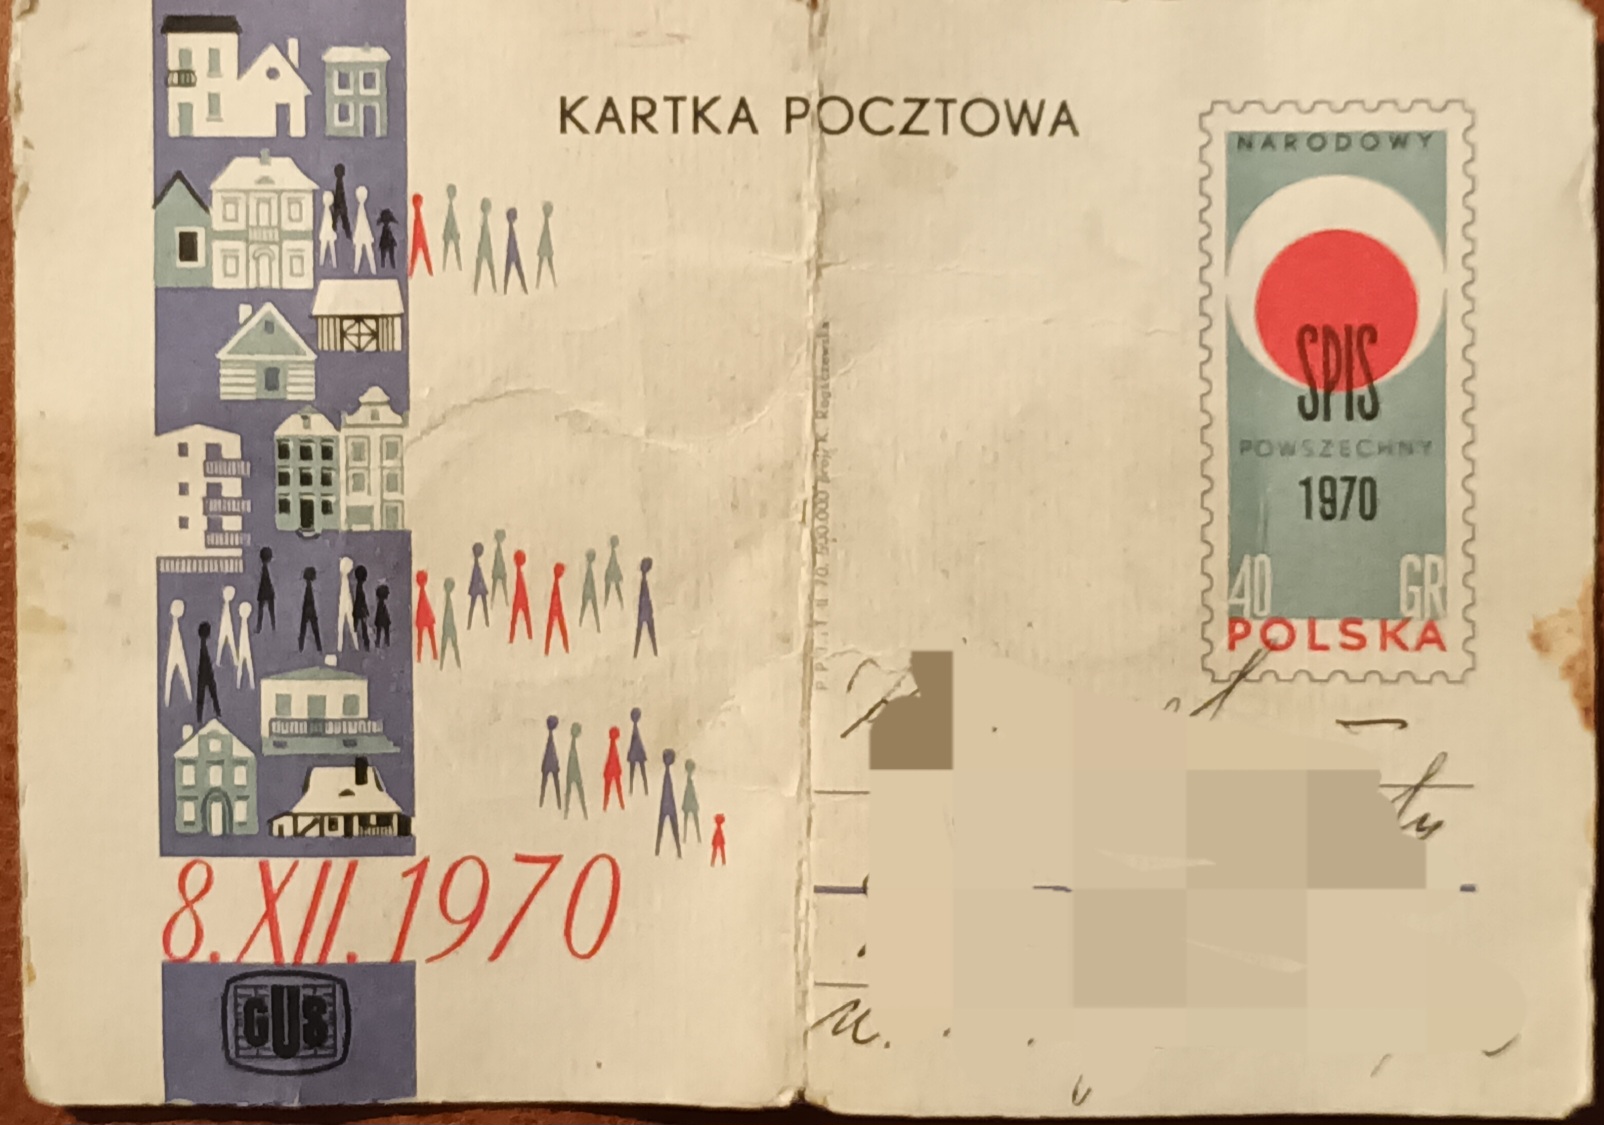 KARTKA POCZTOWA
NARODOWY
SPIS
POWSZECHNY
1970
40 GR
POLSKA
8.XII.1970
GUS